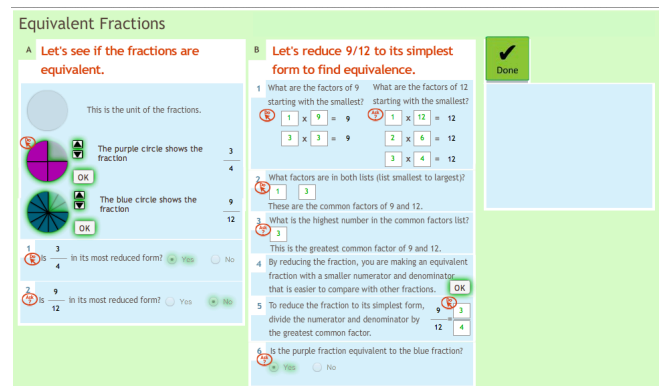 Equivalent Fractions
A Let's see if the fractions are
equivalent.
This is the unit of the fractions.
The purple circle shows the
fraction
3
4
OK
The blue circle shows the
fraction
9
12
OK
1 Is 3/4 in its most reduced form? Yes No
2 Is 9/12 in its most reduced form? Yes No
B Let's reduce 9/12 to its simplest
form to find equivalence.
1 What are the factors of 9
starting with the smallest?
1 x 9 = 9
3 x 3 = 9
What are the factors of 12
starting with the smallest?
1 x 12 = 12
2 x 6 = 12
3 x 4 = 12
2 What factors are in both lists (list smallest to largest)?
1 3
These are the common factors of 9 and 12.
3 What is the highest number in the common factors list?
3
This is the greatest common factor of 9 and 12.
4 By reducing the fraction, you are making an equivalent
fraction with a smaller numerator and denominator
that is easier to compare with other fractions. OK
5 To reduce the fraction to its simplest form,
divide the numerator and denominator by
the greatest common factor.
9 = 3
12 4
6 Is the purple fraction equivalent to the blue fraction?
Yes No
Done